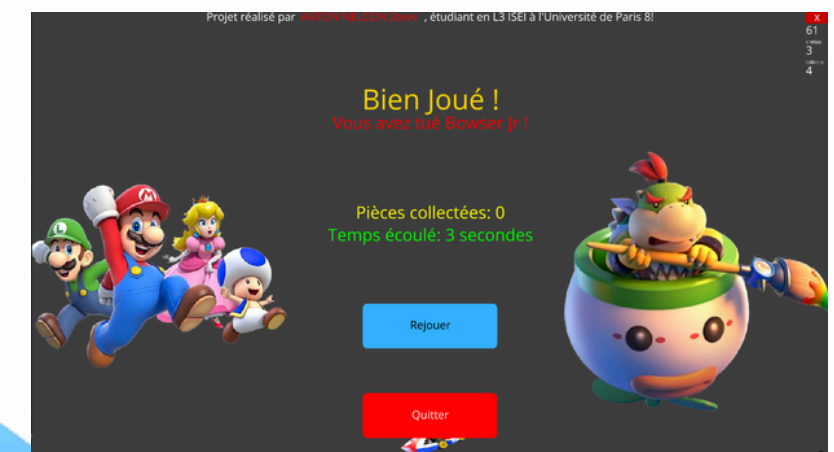 Projet réalisé par ANTON NELCON Steve , étudiant en L3 ISEI à l'Université de Paris 8!
X
61
3
4
Bien Joué !
Vous avez tué Bowser Jr !
Pièces collectées: 0
Temps écoulé: 3 secondes
Rejouer
Quitter